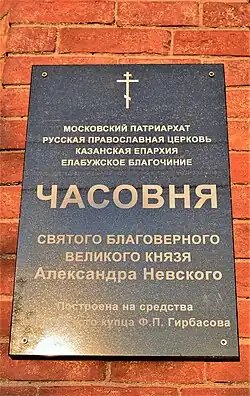 МОСКОВСКИЙ ПАТРИАРХАТ
РУССКАЯ ПРАВОСЛАВНАЯ ЦЕРКОВЬ
КАЗАНСКАЯ ЕПАРХИЯ
ЕЛАБУЖСКОЕ БЛАГОЧИНИЕ
ЧАСОВНЯ
СВЯТОГО БЛАГОВЕРНОГО
ВЕЛИКОГО КНЯЗЯ
Александра Невского
Построена на средства
купца Ф.П. Гирбасова